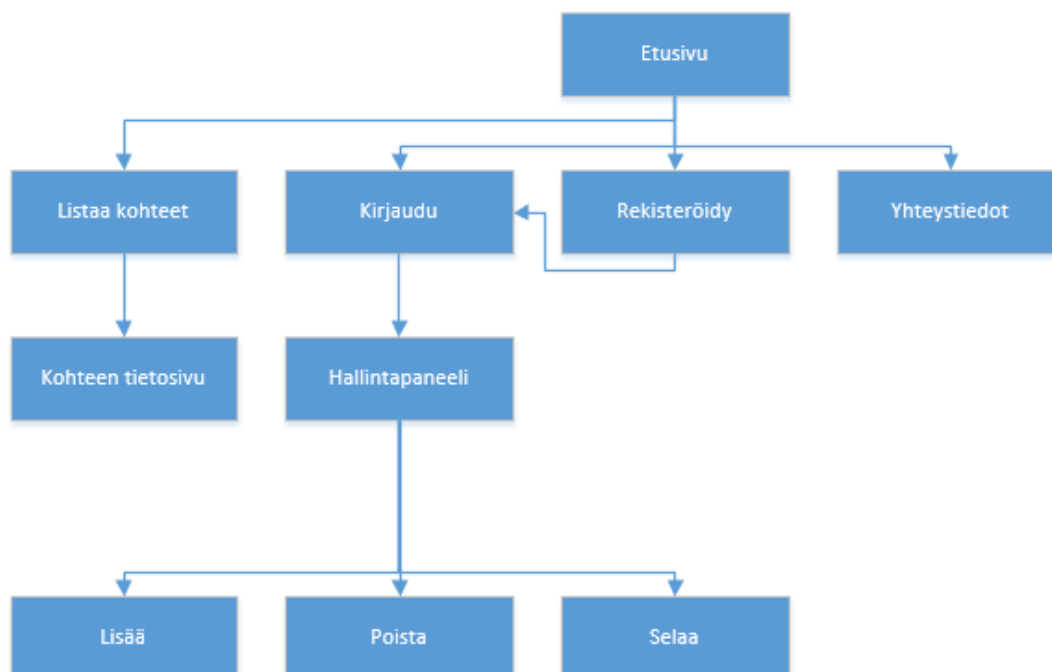 Etusivu
Listaa kohteet
Kirjaudu
Rekisteröidy
Yhteystiedot
Kohteen tietosivu
Hallintapaneeli
Lisää
Poista
Selaa